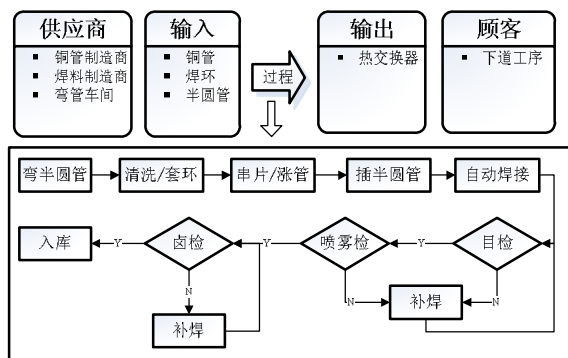 供应商
▪ 铜管制造商
▪ 焊料制造商
▪ 弯管车间
输入
▪ 铜管
▪ 焊环
▪ 半圆管
过程
输出
▪ 热交换器
顾客
▪ 下道工序
弯半圆管
清洗/套环
串片/涨管
插半圆管
自动焊接
入库
Y
卤检
Y
喷雾检
Y
目检
N
N
N
补焊
补焊